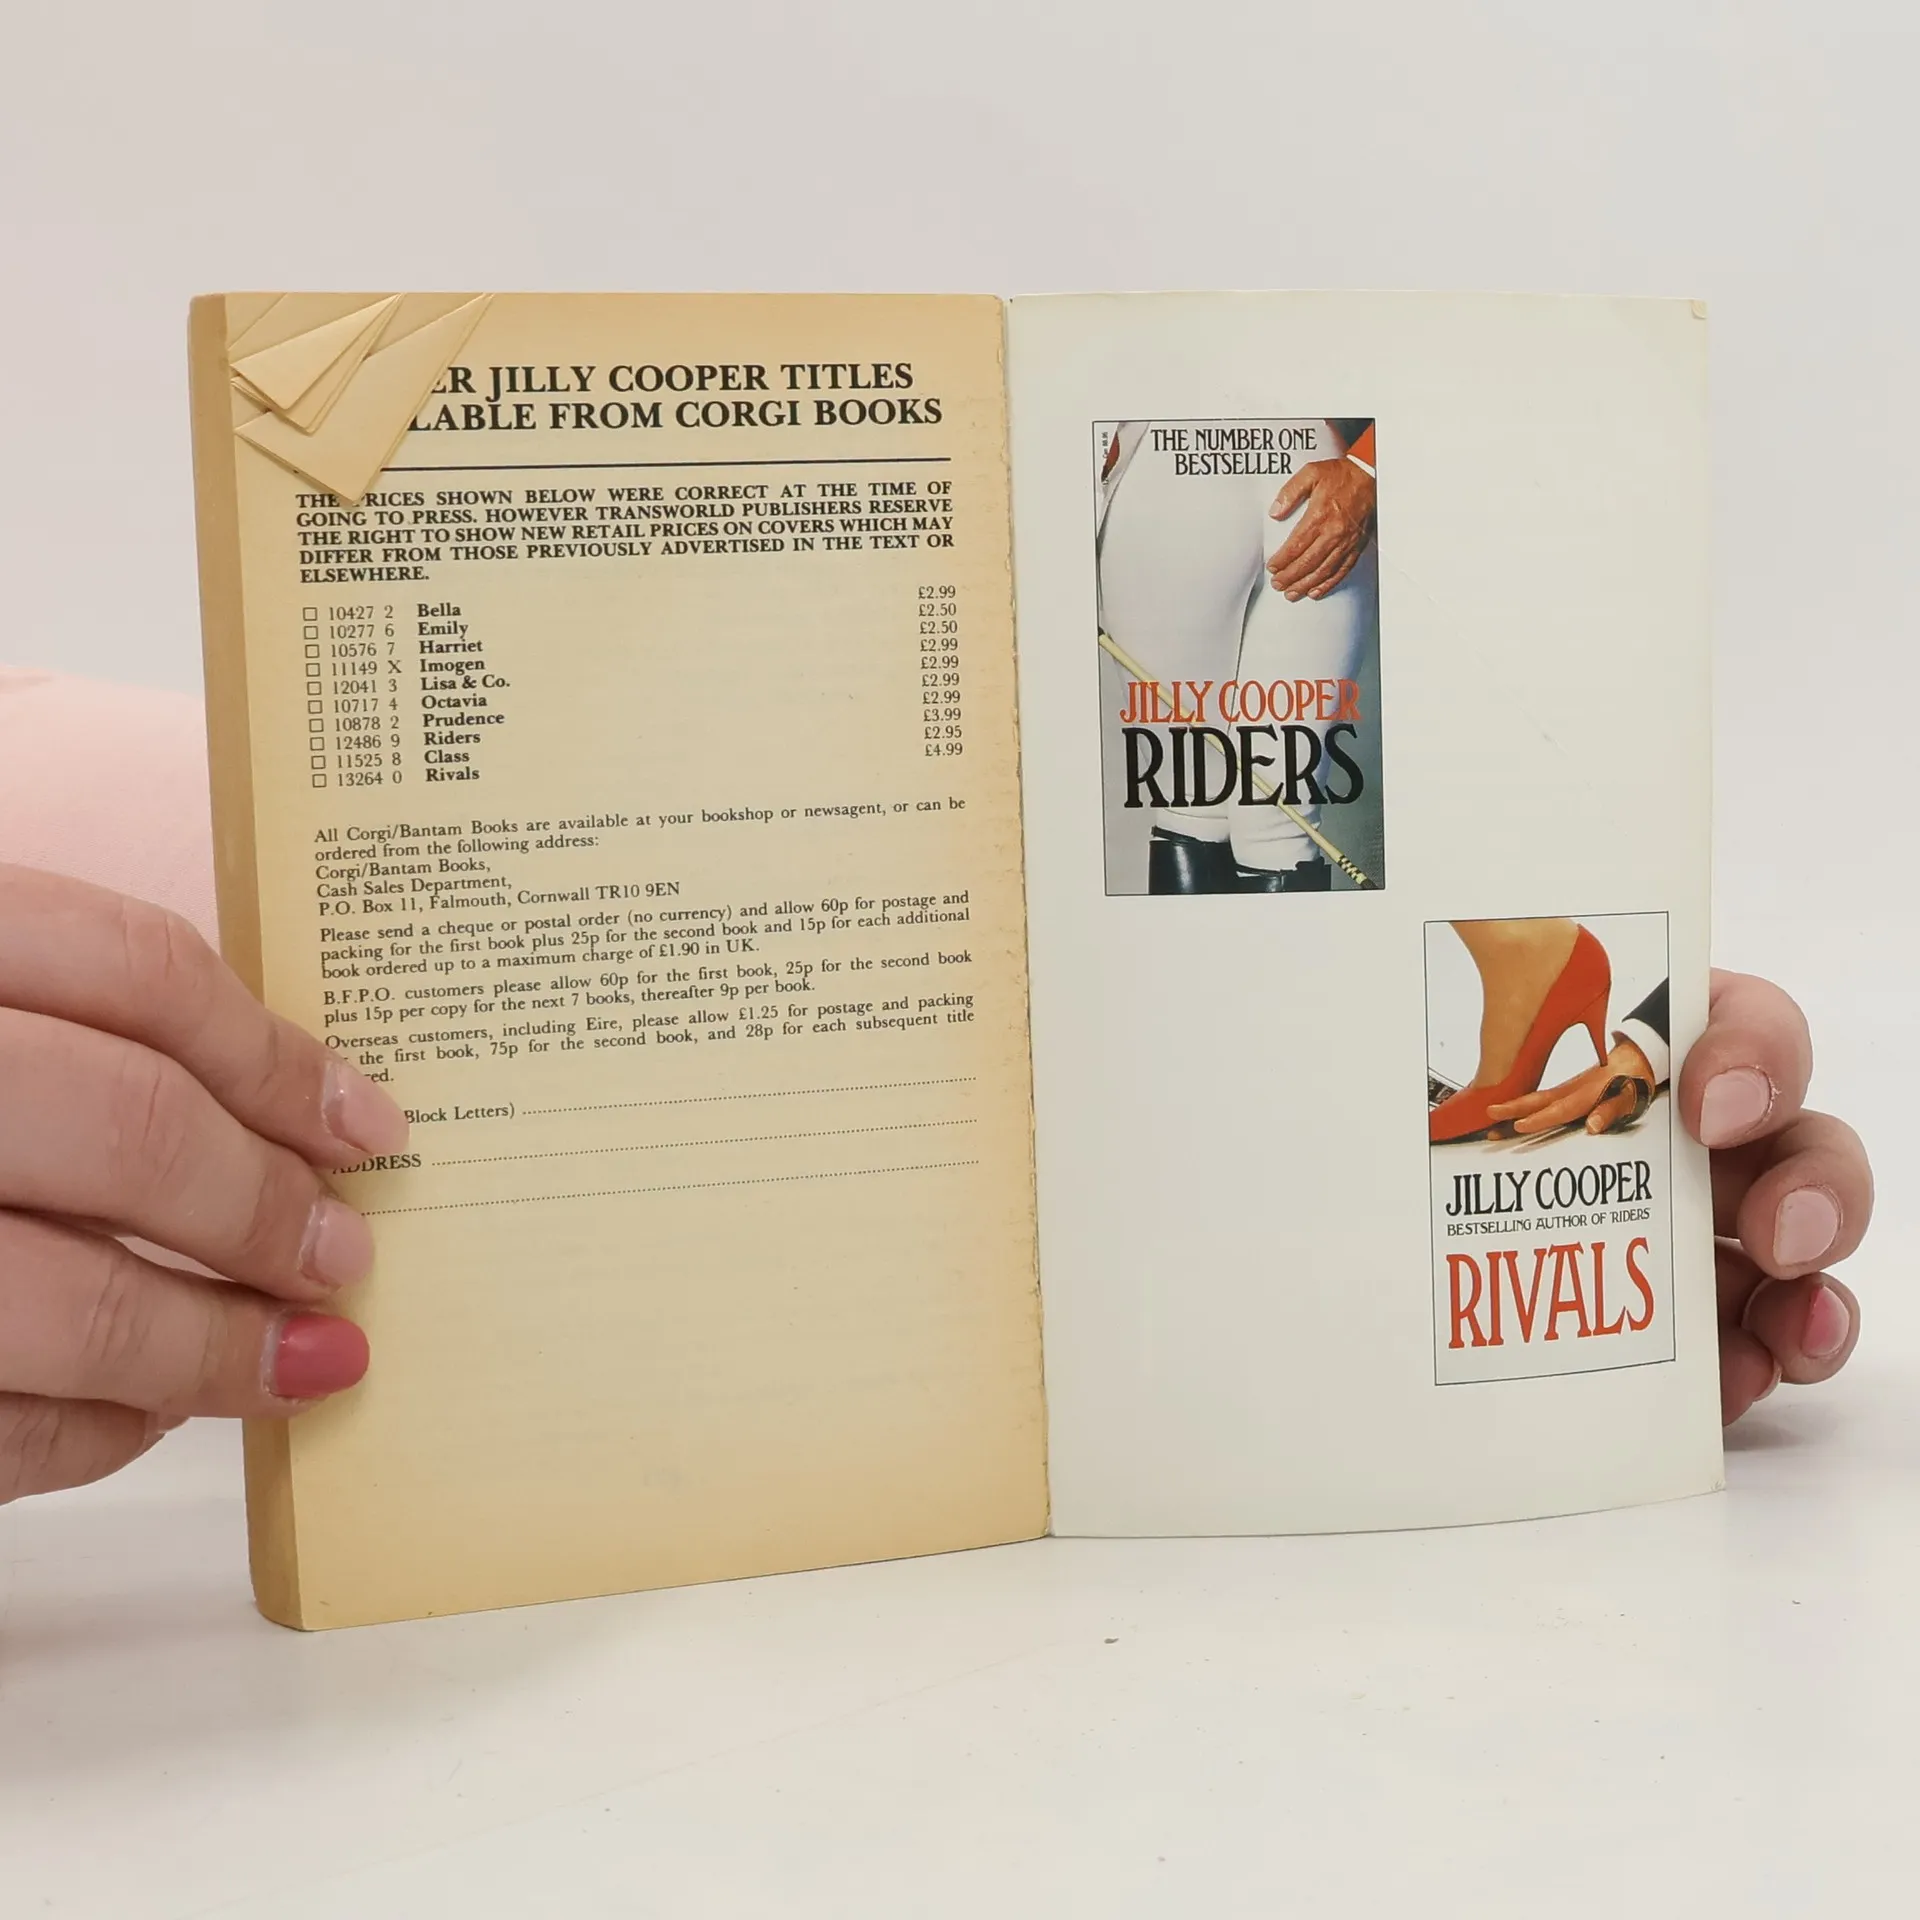 ER JILLY COOPER TITLES
LABLE FROM CORGI BOOKS
THE PRICES SHOWN BELOW WERE CORRECT AT THE TIME OF
GOING TO PRESS. HOWEVER TRANSWORLD PUBLISHERS RESERVE
THE RIGHT TO SHOW NEW RETAIL PRICES ON COVERS WHICH MAY
DIFFER FROM THOSE PREVIOUSLY ADVERTISED IN THE TEXT OR
ELSEWHERE.
10427 2 Bella £2.99
10277 6 Emily £2.50
10576 7 Harriet £2.50
11149 X Imogen £2.99
12041 3 Lisa & Co. £2.99
10717 4 Octavia £2.99
10878 2 Prudence £2.99
12486 9 Riders £3.99
11525 8 Class £2.95
13264 0 Rivals £4.99
All Corgi/Bantam Books are available at your bookshop or newsagent, or can be
ordered from the following address:
Corgi/Bantam Books,
Cash Sales Department,
P.O. Box 11, Falmouth, Cornwall TR10 9EN
Please send a cheque or postal order (no currency) and allow 60p for postage and
packing for the first book plus 25p for the second book and 15p for each additional
book ordered up to a maximum charge of £1.90 in UK.
B.F.P.O. customers please allow 60p for the first book, 25p for the second book
plus 15p per copy for the next 7 books, thereafter 9p per book.
Overseas customers, including Eire, please allow £1.25 for postage and packing
the first book, 75p for the second book, and 28p for each subsequent title
red.
Block Letters)
ADDRESS
THE NUMBER ONE
BESTSELLER
JILLY COOPER
RIDERS
JILLY COOPER
BESTSELLING AUTHOR OF 'RIDERS'
RIVALS